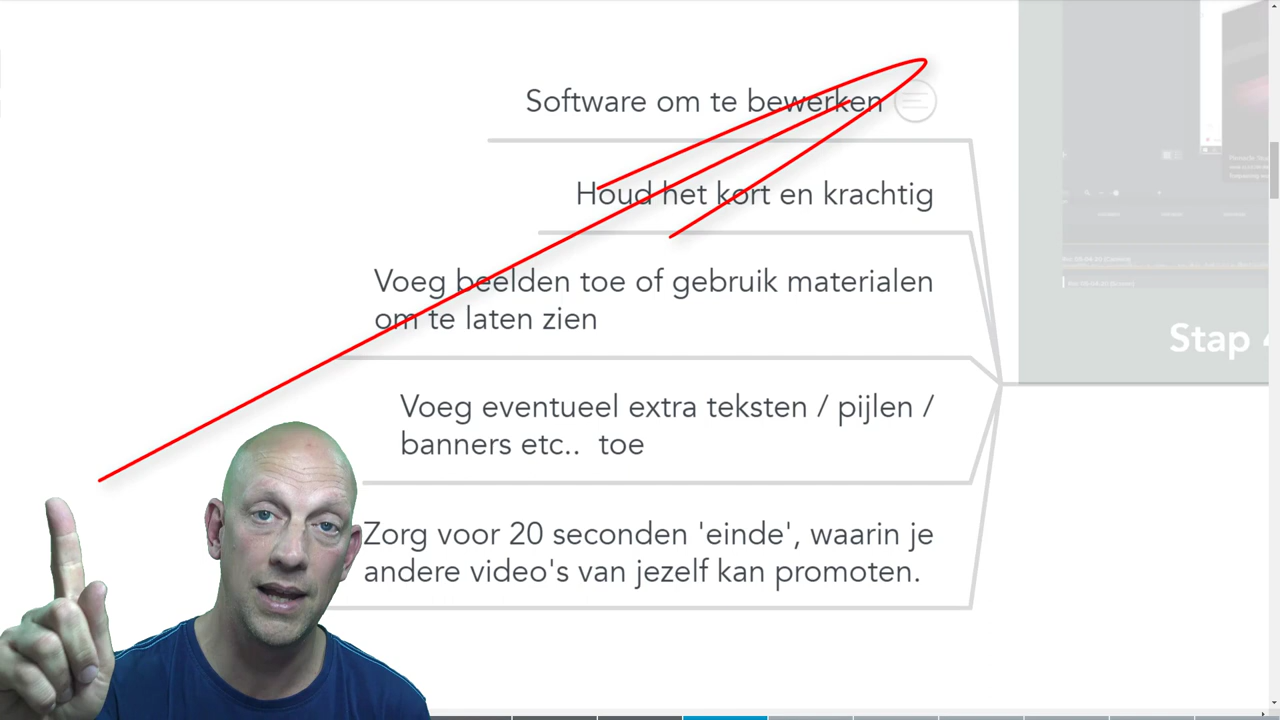 Software om te bewerken
Houd het kort en krachtig
Voeg beelden toe of gebruik materialen
om te laten zien
Voeg eventueel extra teksten / pijlen /
banners etc.. toe
Zorg voor 20 seconden 'einde', waarin je
andere video's van jezelf kan promoten.
Stap 4